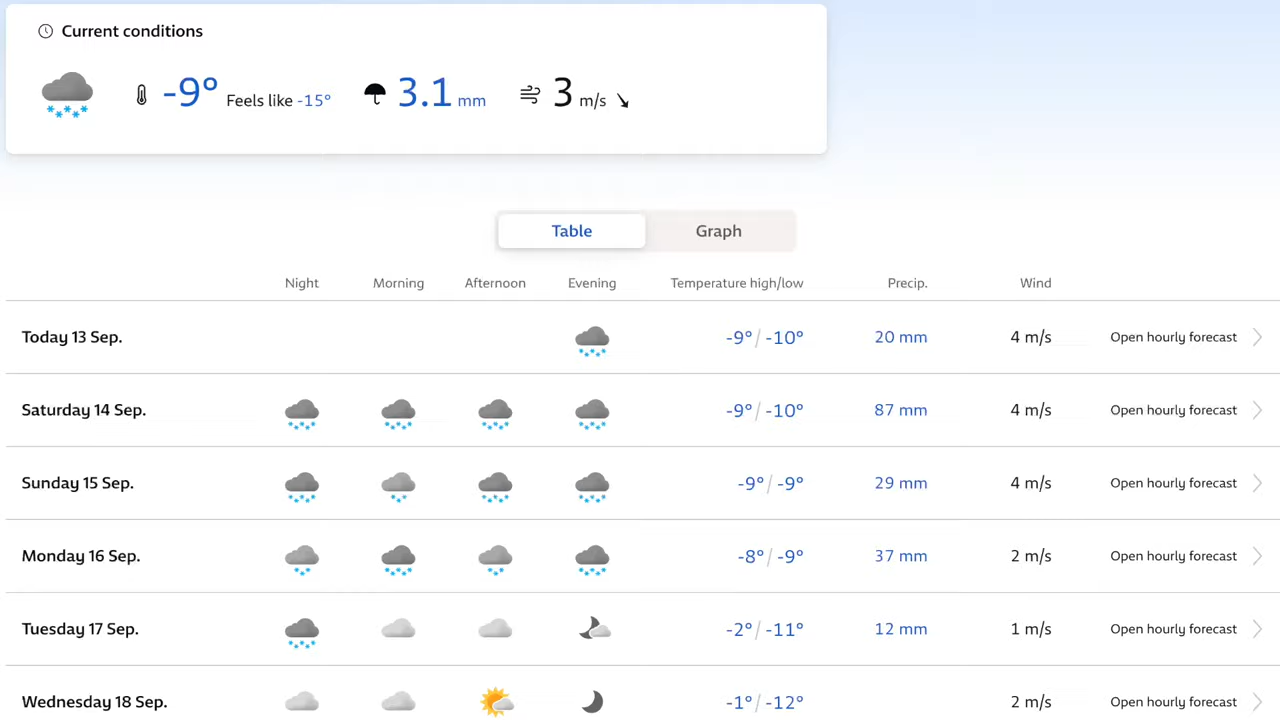 Current conditions
-9° Feels like -15° 3.1 mm 3 m/s
Table Graph
Night Morning Afternoon Evening Temperature high/low Precip. Wind
Today 13 Sep. -9°/-10° 20 mm 4 m/s Open hourly forecast
Saturday 14 Sep. -9°/-10° 87 mm 4 m/s Open hourly forecast
Sunday 15 Sep. -9°/-9° 29 mm 4 m/s Open hourly forecast
Monday 16 Sep. -8°/-9° 37 mm 2 m/s Open hourly forecast
Tuesday 17 Sep. -2°/-11° 12 mm 1 m/s Open hourly forecast
Wednesday 18 Sep. -1°/-12° 2 m/s Open hourly forecast